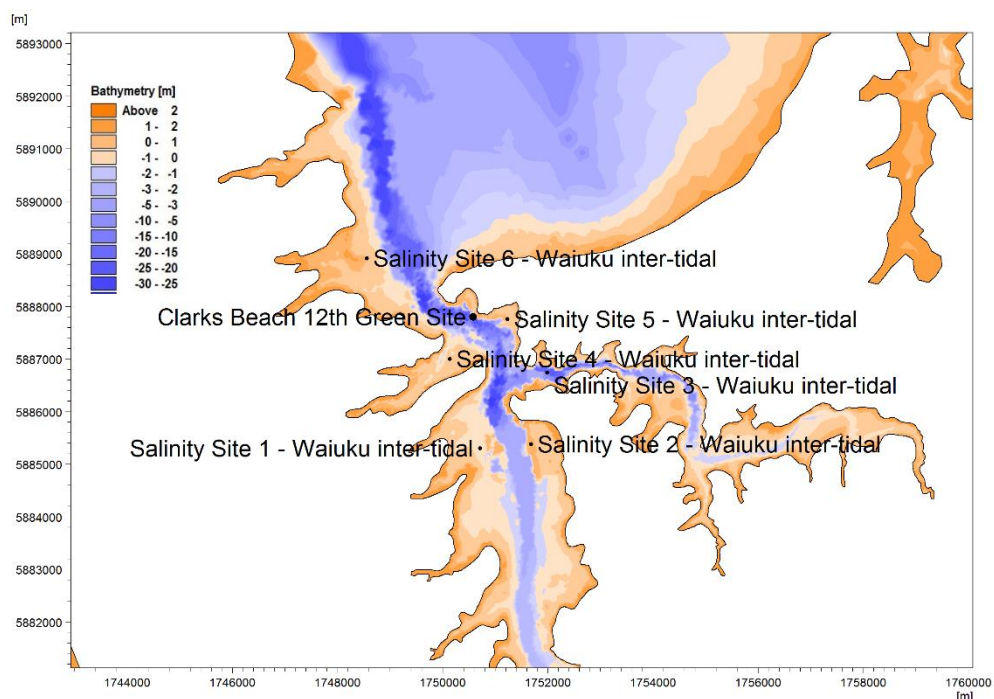 [m]
5893000
5892000
5891000
5890000
5889000
5888000
5887000
5886000
5885000
5884000
5883000
5882000
Bathymetry [m]
Above 2
1 - 2
0 - 1
-1 - 0
-2 - -1
-3 - -2
-5 - -3
-10 - -5
-15 - -10
-20 - -15
-25 - -20
-30 - -25
Salinity Site 6 - Waiuku inter-tidal
Clarks Beach 12th Green Site
Salinity Site 5 - Waiuku inter-tidal
Salinity Site 4 - Waiuku inter-tidal
Salinity Site 3 - Waiuku inter-tidal
Salinity Site 1 - Waiuku inter-tidal
Salinity Site 2 - Waiuku inter-tidal
1744000 1746000 1748000 1750000 1752000 1754000 1756000 1758000 1760000
[m]